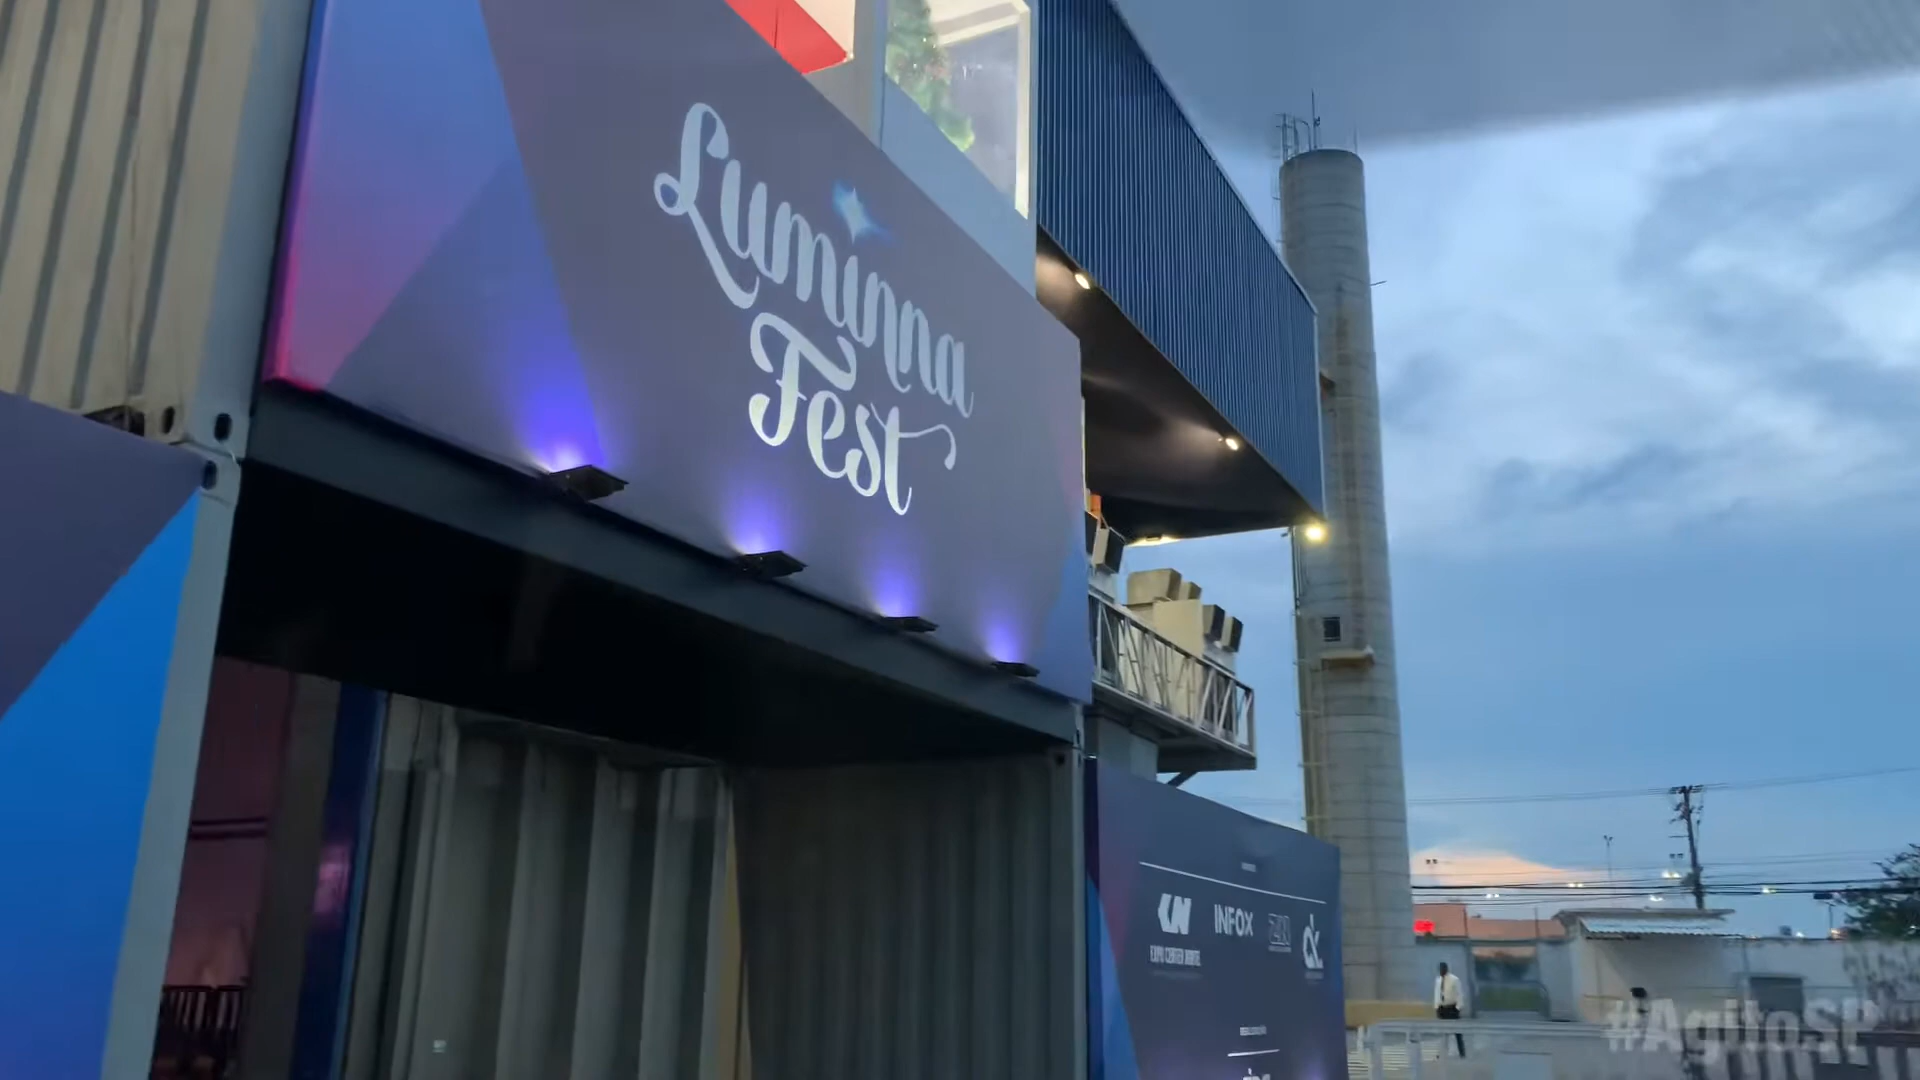 Luminna
Fest
EXPO CENTER NORTE
INFOX
#AgitoSP